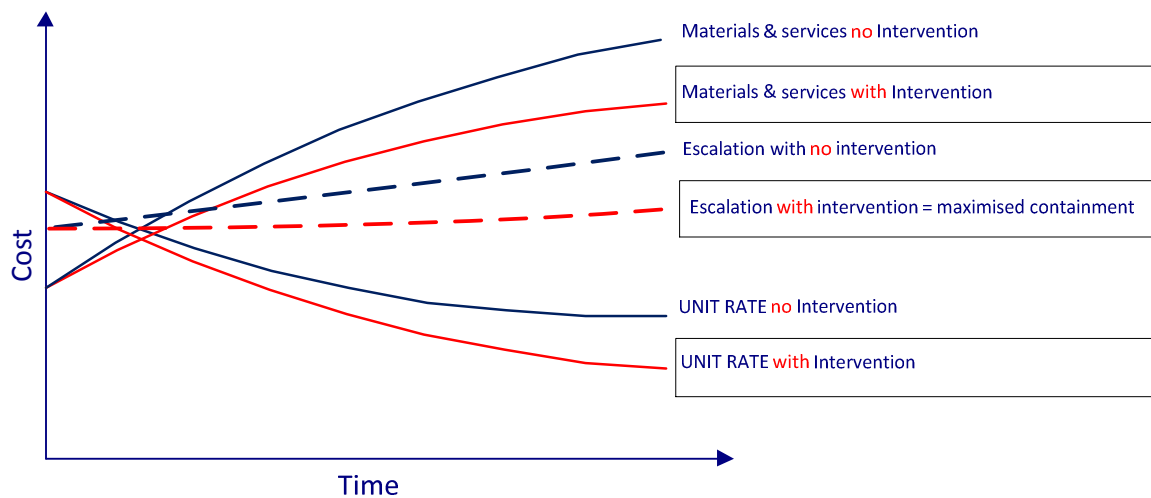 Materials & services no Intervention
Materials & services with Intervention
Escalation with no intervention
Escalation with intervention = maximised containment
Cost
UNIT RATE no Intervention
UNIT RATE with Intervention
Time